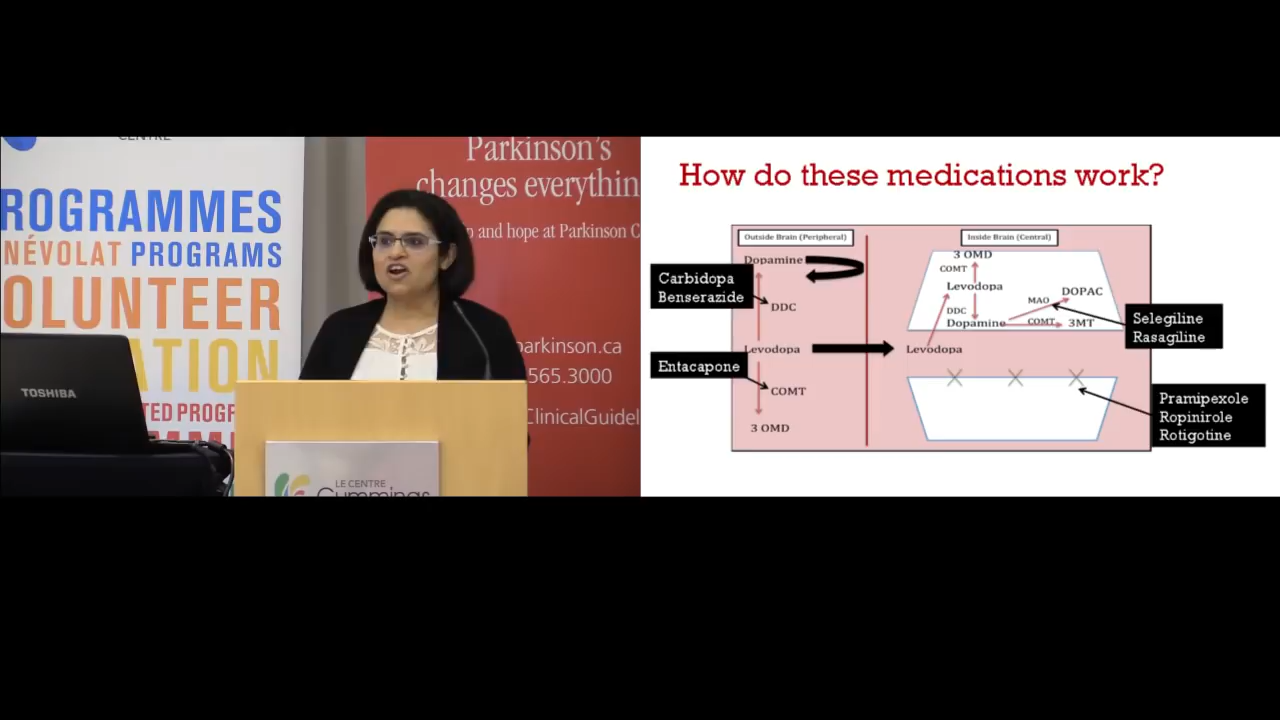 CENTRE
ROGRAMMES
NÉVOLAT PROGRAMS
OLUNTEER
ATION
TED PROGR
Parkinson's
changes everythin
p and hope at Parkinson C
parkinson.ca
565.3000
ClinicalGuidel
TOSHIBA
LE CENTRE
Cummings
How do these medications work?
Outside Brain (Peripheral)
Inside Brain (Central)
Dopamine
3 OMD
COMT
Carbidopa
Benserazide
DDC
Levodopa
DOPAC
MAO
DDC
Dopamine
COMT
3MT
Selegiline
Rasagiline
Levodopa
Levodopa
Entacapone
COMT
3 OMD
Pramipexole
Ropinirole
Rotigotine